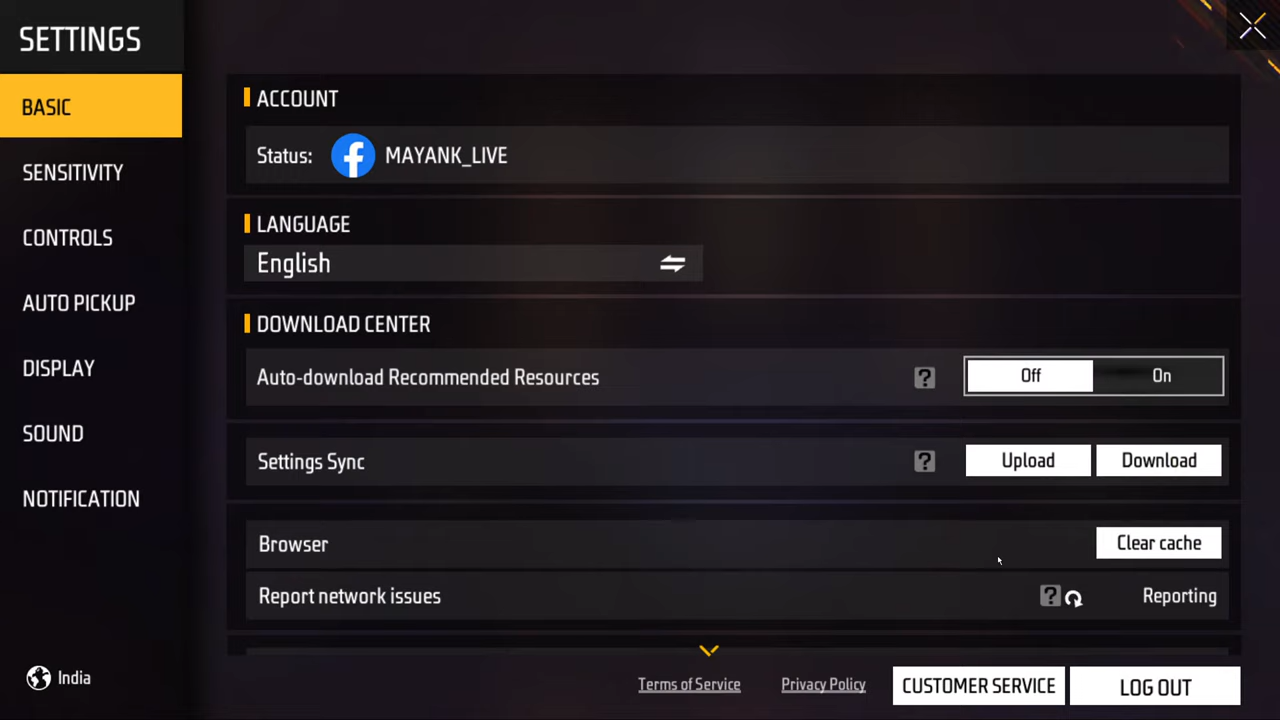 SETTINGS
BASIC
SENSITIVITY
CONTROLS
AUTO PICKUP
DISPLAY
SOUND
NOTIFICATION
India
ACCOUNT
Status: MAYANK_LIVE
LANGUAGE
English
DOWNLOAD CENTER
Auto-download Recommended Resources ? Off On
Settings Sync ? Upload Download
Browser Clear cache
Report network issues ? Reporting
Terms of Service Privacy Policy CUSTOMER SERVICE LOG OUT